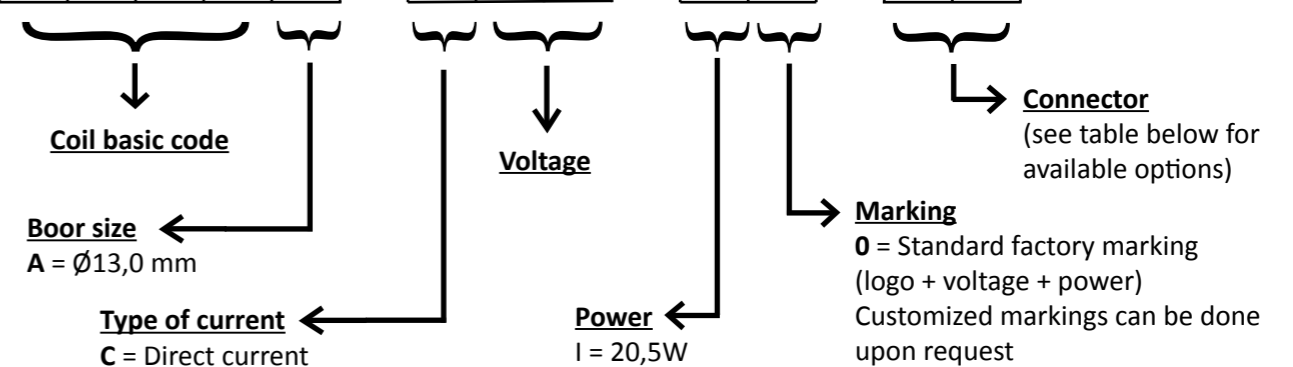 Coil basic code
Voltage
Connector
(see table below for
available options)
Boor size
A = Ø13,0 mm
Marking
0 = Standard factory marking
(logo + voltage + power)
Customized markings can be done
upon request
Type of current
C = Direct current
Power
I = 20,5W